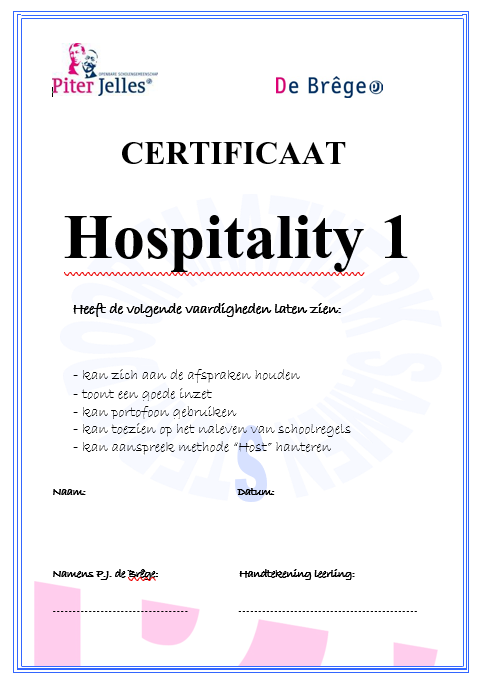 OPENBARE SCHOLENGEMEENSCHAP
Piter Jelles
De Brêge
CERTIFICAAT
Hospitality 1
Heeft de volgende vaardigheden laten zien:
- kan zich aan de afspraken houden
- toont een goede inzet
- kan portofoon gebruiken
- kan toezien op het naleven van schoolregels
- kan aanspreek methode “Host” hanteren
Naam: Datum:
Namens P.J. de Brêge: Handtekening leerling: